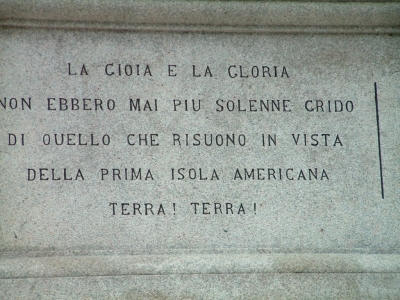 LA GIOIA E LA GLORIA
NON EBBERO MAI PIU SOLENNE GRIDO
DI QUELLO CHE RISUONO IN VISTA
DELLA PRIMA ISOLA AMERICANA
TERRA! TERRA!